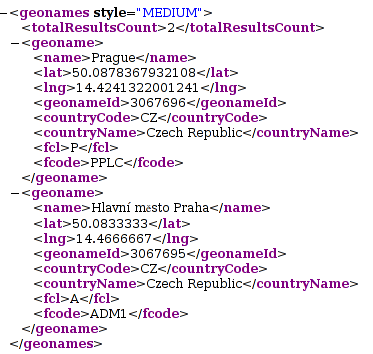 −<geonames style="MEDIUM">
<totalResultsCount>2</totalResultsCount>
−<geoname>
<name>Prague</name>
<lat>50.0878367932108</lat>
<lng>14.4241322001241</lng>
<geonameId>3067696</geonameId>
<countryCode>CZ</countryCode>
<countryName>Czech Republic</countryName>
<fcl>P</fcl>
<fcode>PPLC</fcode>
</geoname>
−<geoname>
<name>Hlavní město Praha</name>
<lat>50.0833333</lat>
<lng>14.4666667</lng>
<geonameId>3067695</geonameId>
<countryCode>CZ</countryCode>
<countryName>Czech Republic</countryName>
<fcl>A</fcl>
<fcode>ADM1</fcode>
</geoname>
</geonames>